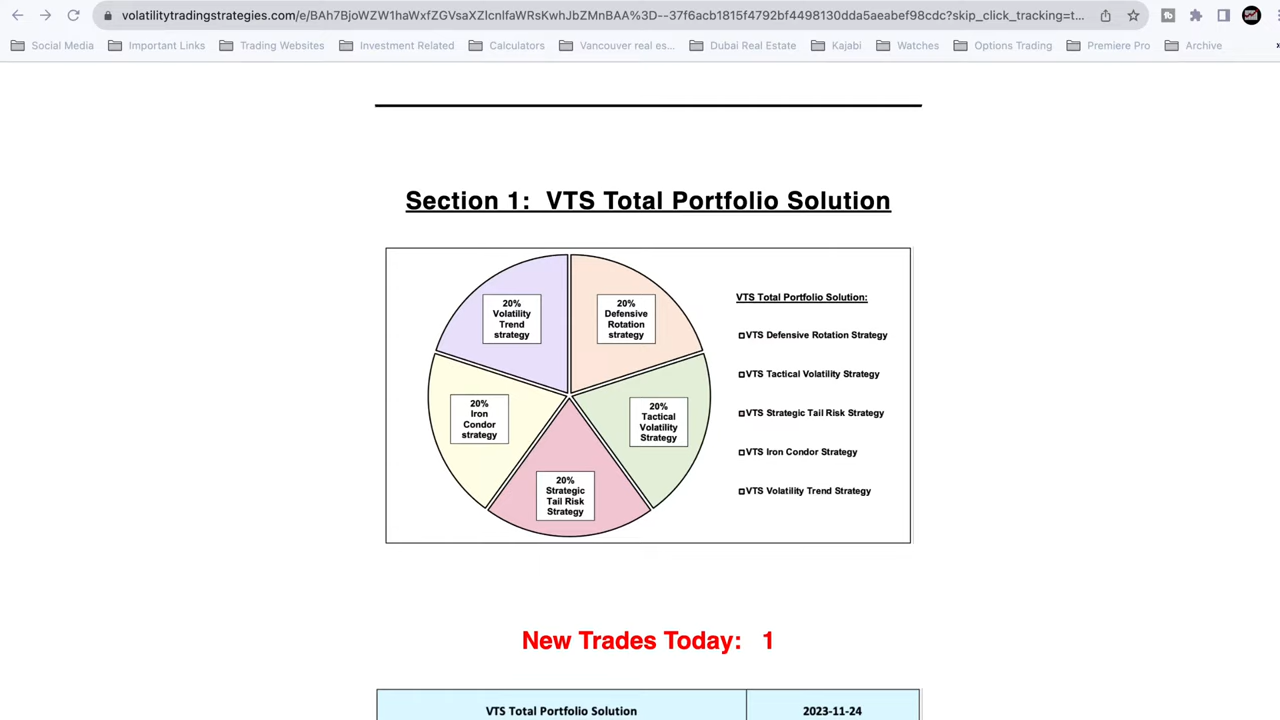 volatilitytradingstrategies.com/e/BAh7BjoWZW1haWxfZGVsaXZlcnlfaWRsKwhJbZMnBAA%3D--37f6acb1815f4792bf4498130dda5aeabef98cdc?skip_click_tracking=t...
Social Media Important Links Trading Websites Investment Related Calculators Vancouver real es... Dubai Real Estate Kajabi Watches Options Trading Premiere Pro Archive
Section 1: VTS Total Portfolio Solution
20%
Volatility
Trend
strategy
20%
Defensive
Rotation
strategy
20%
Iron
Condor
strategy
20%
Tactical
Volatility
Strategy
20%
Strategic
Tail Risk
Strategy
VTS Total Portfolio Solution:
VTS Defensive Rotation Strategy
VTS Tactical Volatility Strategy
VTS Strategic Tail Risk Strategy
VTS Iron Condor Strategy
VTS Volatility Trend Strategy
New Trades Today: 1
VTS Total Portfolio Solution 2023-11-24